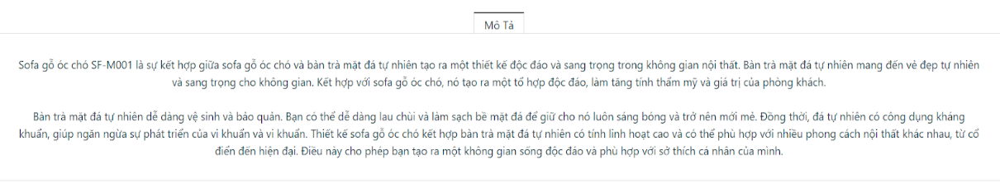 Mô Tả
Sofa gỗ óc chó SF-M001 là sự kết hợp giữa sofa gỗ óc chó và bàn trà mặt đá tự nhiên tạo ra một thiết kế độc đáo và sang trọng trong không gian nội thất. Bàn trà mặt đá tự nhiên mang đến vẻ đẹp tự nhiên
và sang trọng cho không gian. Kết hợp với sofa gỗ óc chó, nó tạo ra một tổ hợp độc đáo, làm tăng tính thẩm mỹ và giá trị của phòng khách.
Bàn trà mặt đá tự nhiên dễ dàng vệ sinh và bảo quản. Bạn có thể dễ dàng lau chùi và làm sạch bề mặt đá để giữ cho nó luôn sáng bóng và trở nên mới mẻ. Đồng thời, đá tự nhiên có công dụng kháng
khuẩn, giúp ngăn ngừa sự phát triển của vi khuẩn và vi khuẩn. Thiết kế sofa gỗ óc chó kết hợp bàn trà mặt đá tự nhiên có tính linh hoạt cao và có thể phù hợp với nhiều phong cách nội thất khác nhau, từ cổ
điển đến hiện đại. Điều này cho phép bạn tạo ra một không gian sống độc đáo và phù hợp với sở thích cá nhân của mình.